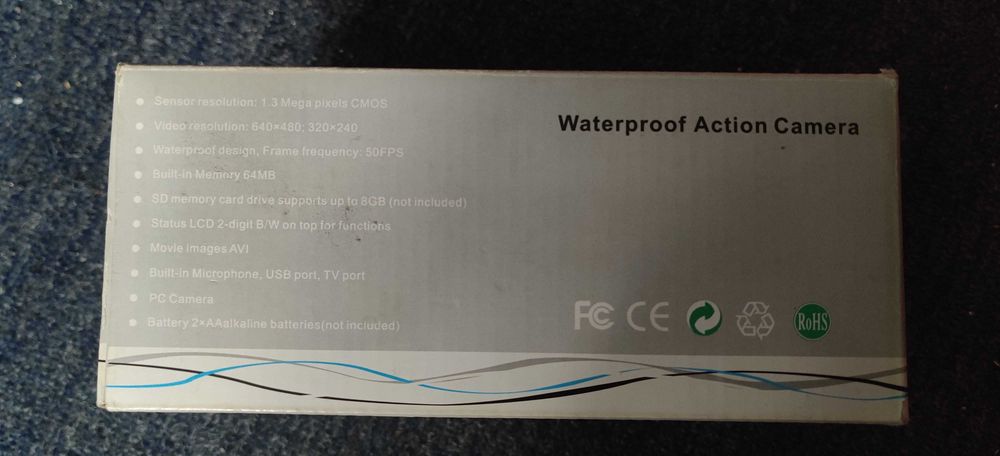 Sensor resolution: 1.3 Mega pixels CMOS
Video resolution: 640×480; 320×240
Waterproof design, Frame frequency: 50FPS
Built-in Memory 64MB
SD memory card drive supports up to 8GB (not included)
Status LCD 2-digit B/W on top for functions
Movie images AVI
Built-in Microphone, USB port, TV port
PC Camera
Battery 2×AAalkaline batteries(not included)
Waterproof Action Camera
FC CE RoHS